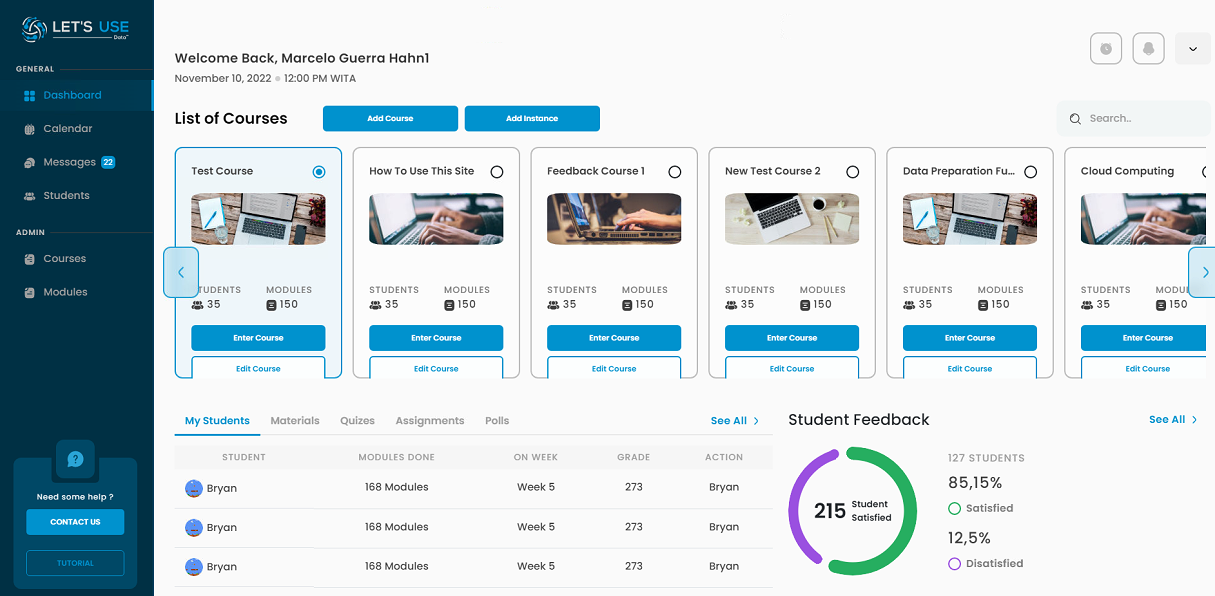 LET'S USE
Data
GENERAL
Dashboard
Calendar
Messages 22
Students
ADMIN
Courses
Modules
Need some help ?
CONTACT US
TUTORIAL
Welcome Back, Marcelo Guerra Hahn1
November 10, 2022 12:00 PM WITA
List of Courses
Add Course
Add Instance
Search..
Test Course
How To Use This Site
Feedback Course 1
New Test Course 2
Data Preparation Fu...
Cloud Computing
STUDENTS MODULES STUDENTS MODULES STUDENTS MODULES STUDENTS MODULES STUDENTS MODULES STUDENTS MODU
35 150 35 150 35 150 35 150 35 150 35 150
Enter Course Enter Course Enter Course Enter Course Enter Course Enter Course
Edit Course Edit Course Edit Course Edit Course Edit Course Edit Course
My Students Materials Quizes Assignments Polls See All
STUDENT MODULES DONE ON WEEK GRADE ACTION
Bryan 168 Modules Week 5 273 Bryan
Bryan 168 Modules Week 5 273 Bryan
Bryan 168 Modules Week 5 273 Bryan
Student Feedback See All
215 Student
Satisfied
127 STUDENTS
85,15%
Satisfied
12,5%
Disatisfied